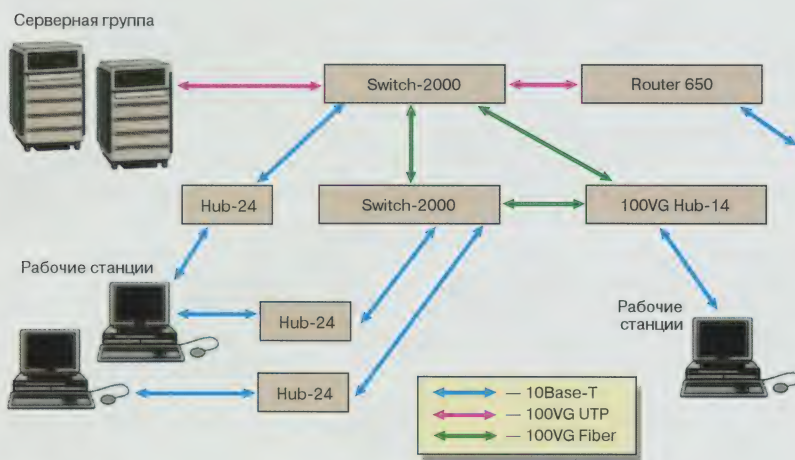 Серверная группа
Switch-2000
Router 650
Hub-24
Switch-2000
100VG Hub-14
Рабочие станции
Hub-24
Рабочие
станции
Hub-24
— 10Base-T
— 100VG UTP
— 100VG Fiber